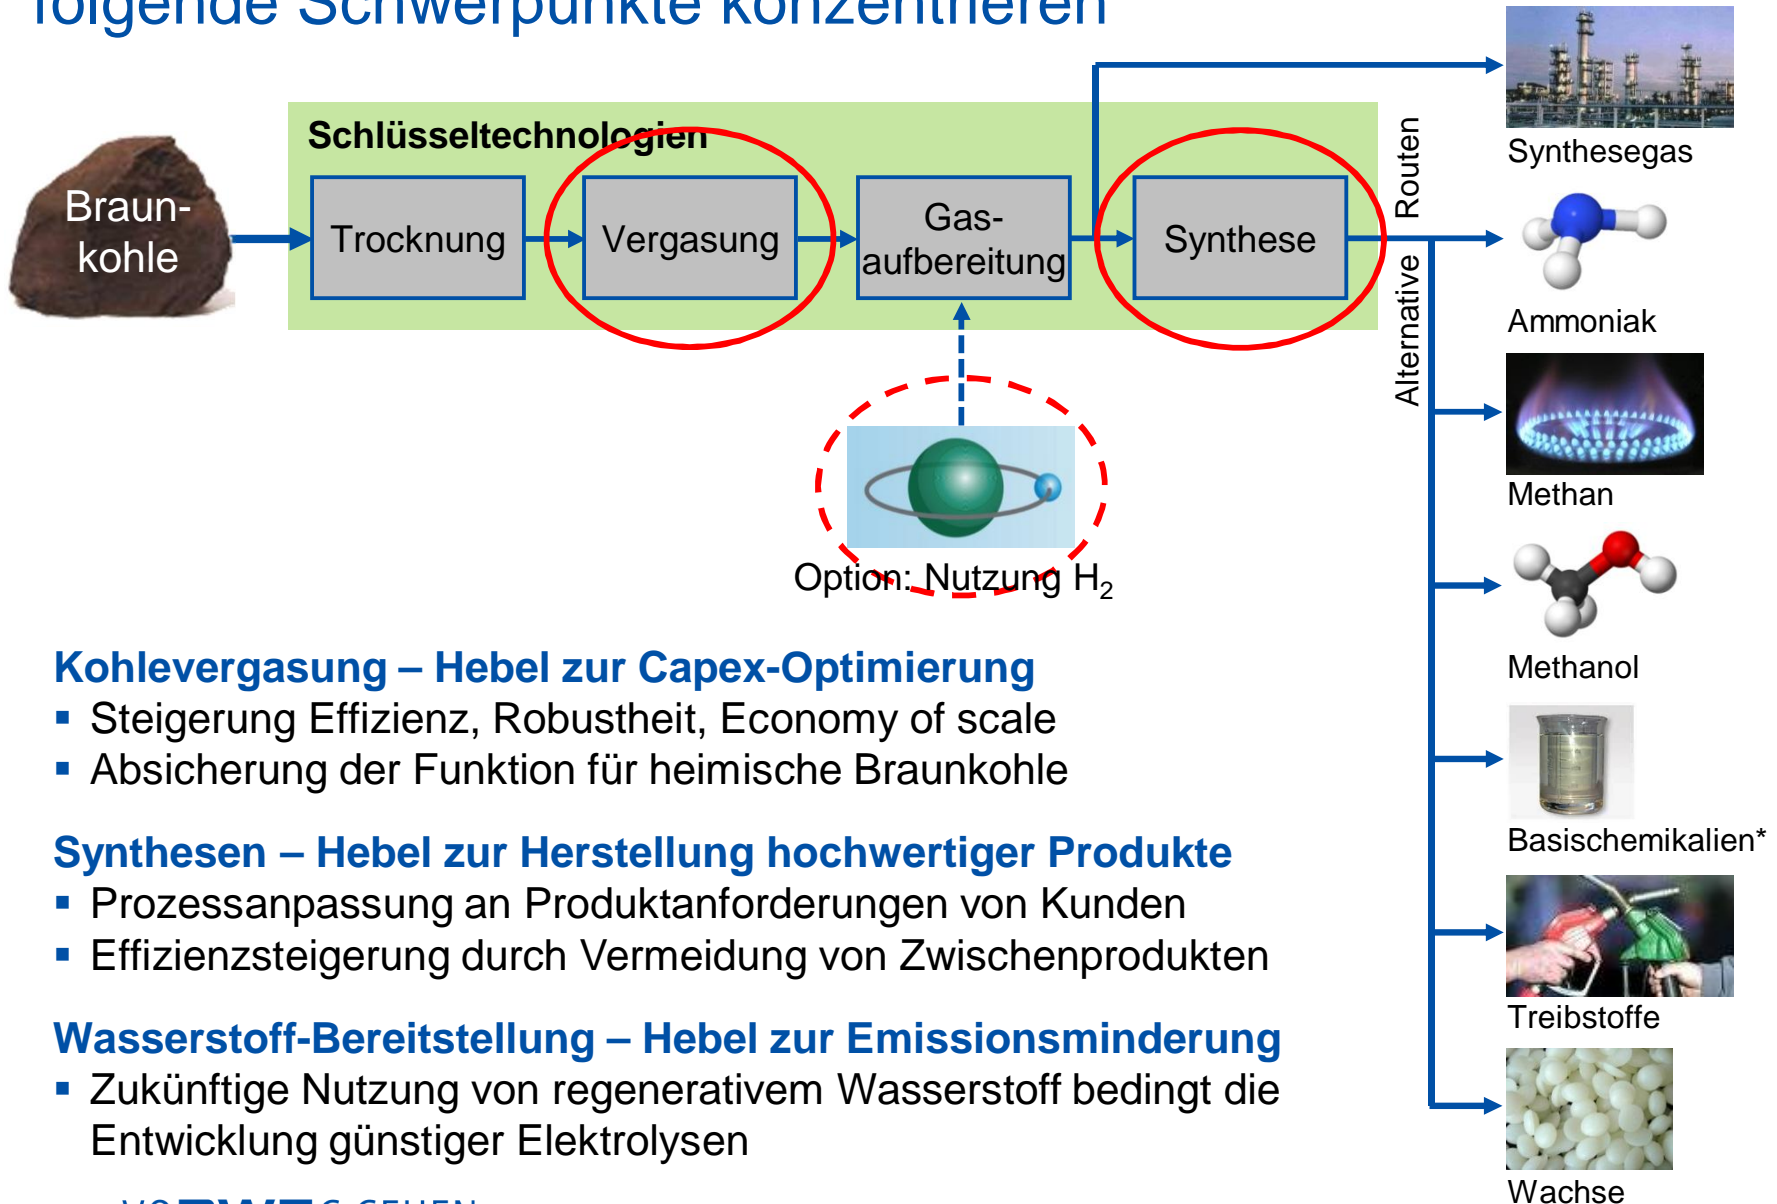 folgende Schwerpunkte konzentrieren
Schlüsseltechnologien
Braun-
kohle
Trocknung
Vergasung
Gas-
aufbereitung
Synthese
Alternative Routen
Option: Nutzung H₂
Synthesegas
Ammoniak
Methan
Methanol
Basischemikalien*
Treibstoffe
Wachse
Kohlevergasung – Hebel zur Capex-Optimierung
▪ Steigerung Effizienz, Robustheit, Economy of scale
▪ Absicherung der Funktion für heimische Braunkohle
Synthesen – Hebel zur Herstellung hochwertiger Produkte
▪ Prozessanpassung an Produktanforderungen von Kunden
▪ Effizienzsteigerung durch Vermeidung von Zwischenprodukten
Wasserstoff-Bereitstellung – Hebel zur Emissionsminderung
▪ Zukünftige Nutzung von regenerativem Wasserstoff bedingt die
Entwicklung günstiger Elektrolysen